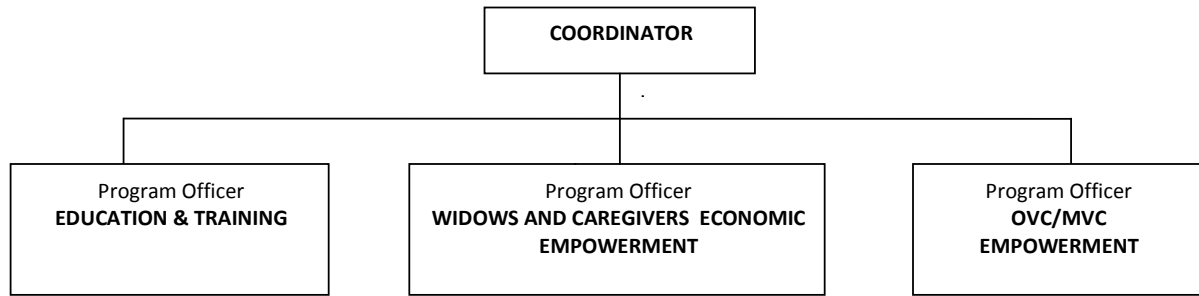 COORDINATOR
.
Program Officer
EDUCATION & TRAINING
Program Officer
WIDOWS AND CAREGIVERS  ECONOMIC
EMPOWERMENT
Program Officer
OVC/MVC
EMPOWERMENT